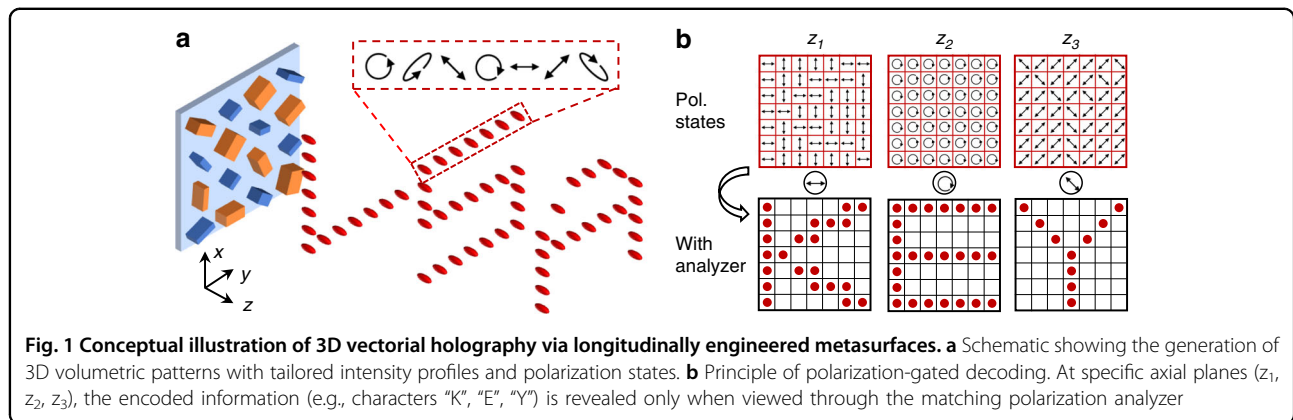 a
x
y
z
b
z1 z2 z3
Pol.
states
With
analyzer
Fig. 1 Conceptual illustration of 3D vectorial holography via longitudinally engineered metasurfaces. a Schematic showing the generation of
3D volumetric patterns with tailored intensity profiles and polarization states. b Principle of polarization-gated decoding. At specific axial planes (z1,
z2, z3), the encoded information (e.g., characters “K”, “E”, “Y”) is revealed only when viewed through the matching polarization analyzer